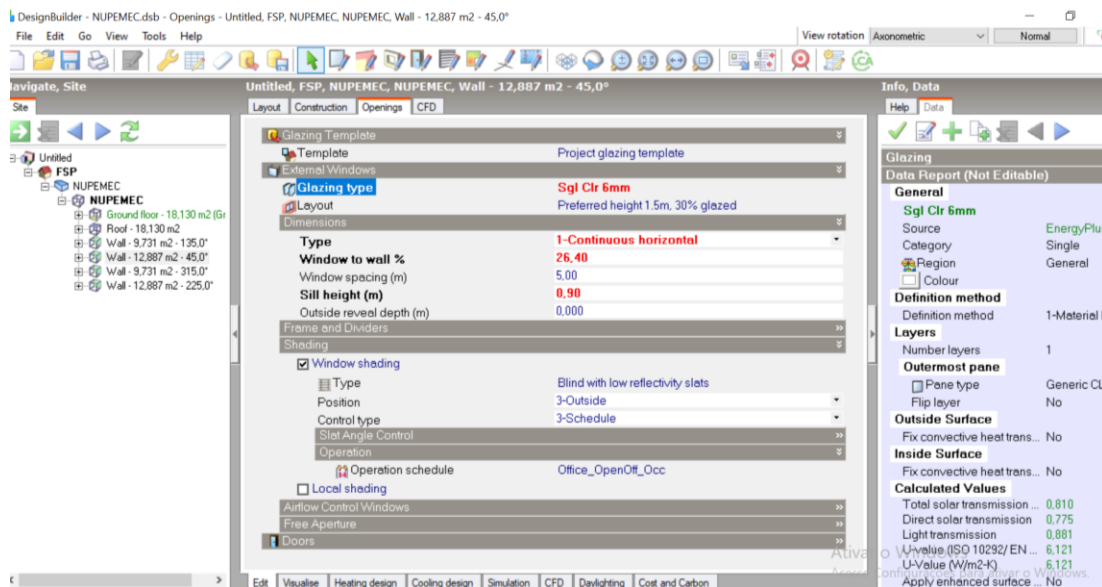 DesignBuilder - NUPEMEC.dsb - Openings - Untitled, FSP, NUPEMEC, NUPEMEC, Wall - 12,887 m2 - 45,0°
File Edit Go View Tools Help
View rotation Axonometric Normal
Navigate, Site
Site
Untitled
FSP
NUPEMEC
NUPEMEC
Ground floor - 18,130 m2 (Gr
Roof - 18,130 m2
Wall - 9,731 m2 - 135,0°
Wall - 12,887 m2 - 45,0°
Wall - 9,731 m2 - 315,0°
Wall - 12,887 m2 - 225,0°
Untitled, FSP, NUPEMEC, NUPEMEC, Wall - 12,887 m2 - 45,0°
Layout Construction Openings CFD
Glazing Template
Template Project glazing template
External Windows
Glazing type Sgl Clr 6mm
Layout Preferred height 1.5m, 30% glazed
Dimensions
Type 1-Continuous horizontal
Window to wall % 26,40
Window spacing (m) 5,00
Sill height (m) 0,90
Outside reveal depth (m) 0,000
Frame and Dividers
Shading
Window shading
Type Blind with low reflectivity slats
Position 3-Outside
Control type 3-Schedule
Slat Angle Control
Operation
Operation schedule Office_OpenOff_Occ
Local shading
Airflow Control Windows
Free Aperture
Doors
Edit Visualise Heating design Cooling design Simulation CFD Daylighting Cost and Carbon
Info, Data
Help Data
Glazing
Data Report (Not Editable)
General
Sgl Clr 6mm
Source EnergyPlu
Category Single
Region General
Colour
Definition method
Definition method 1-Material
Layers
Number layers 1
Outermost pane
Pane type Generic CL
Flip layer No
Outside Surface
Fix convective heat trans... No
Inside Surface
Fix convective heat trans... No
Calculated Values
Total solar transmission ... 0,810
Direct solar transmission 0,775
Light transmission 0,881
U-value (ISO 10292/ EN ... 6,121
U-Value (W/m2-K) 6,121
Apply enhanced surface ... No